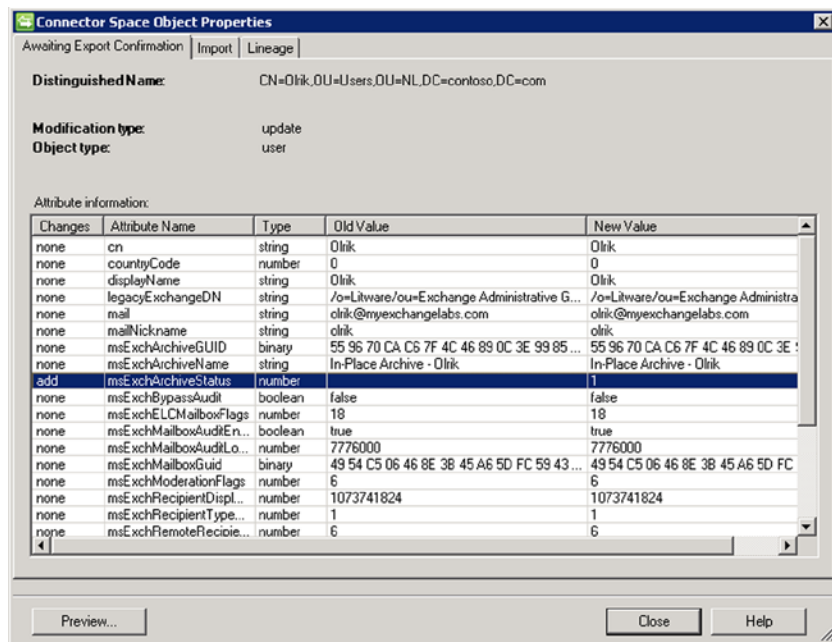 Connector Space Object Properties
Awaiting Export Confirmation Import Lineage
Distinguished Name: CN=Olrik,OU=Users,OU=NL,DC=contoso,DC=com
Modification type: update
Object type: user
Attribute information:
Changes Attribute Name Type Old Value New Value
none cn string Olrik Olrik
none countryCode number 0 0
none displayName string Olrik Olrik
none legacyExchangeDN string /o=Litware/ou=Exchange Administrative G... /o=Litware/ou=Exchange Administra
none mail string olrik@myexchangelabs.com olrik@myexchangelabs.com
none mailNickname string olrik olrik
none msExchArchiveGUID binary 55 96 70 CA C6 7F 4C 46 89 0C 3E 99 85 ... 55 96 70 CA C6 7F 4C 46 89 0C 3E
none msExchArchiveName string In-Place Archive - Olrik In-Place Archive - Olrik
add msExchArchiveStatus number 1
none msExchBypassAudit boolean false false
none msExchELCMailboxFlags number 18 18
none msExchMailboxAuditEn... boolean true true
none msExchMailboxAuditLo... number 7776000 7776000
none msExchMailboxGuid binary 49 54 C5 06 46 8E 3B 45 A6 5D FC 59 43 ... 49 54 C5 06 46 8E 3B 45 A6 5D FC
none msExchModerationFlags number 6 6
none msExchRecipientDispl... number 1073741824 1073741824
none msExchRecipientType... number 1 1
none msExchRemoteRecipie... number 6 6
Preview... Close Help